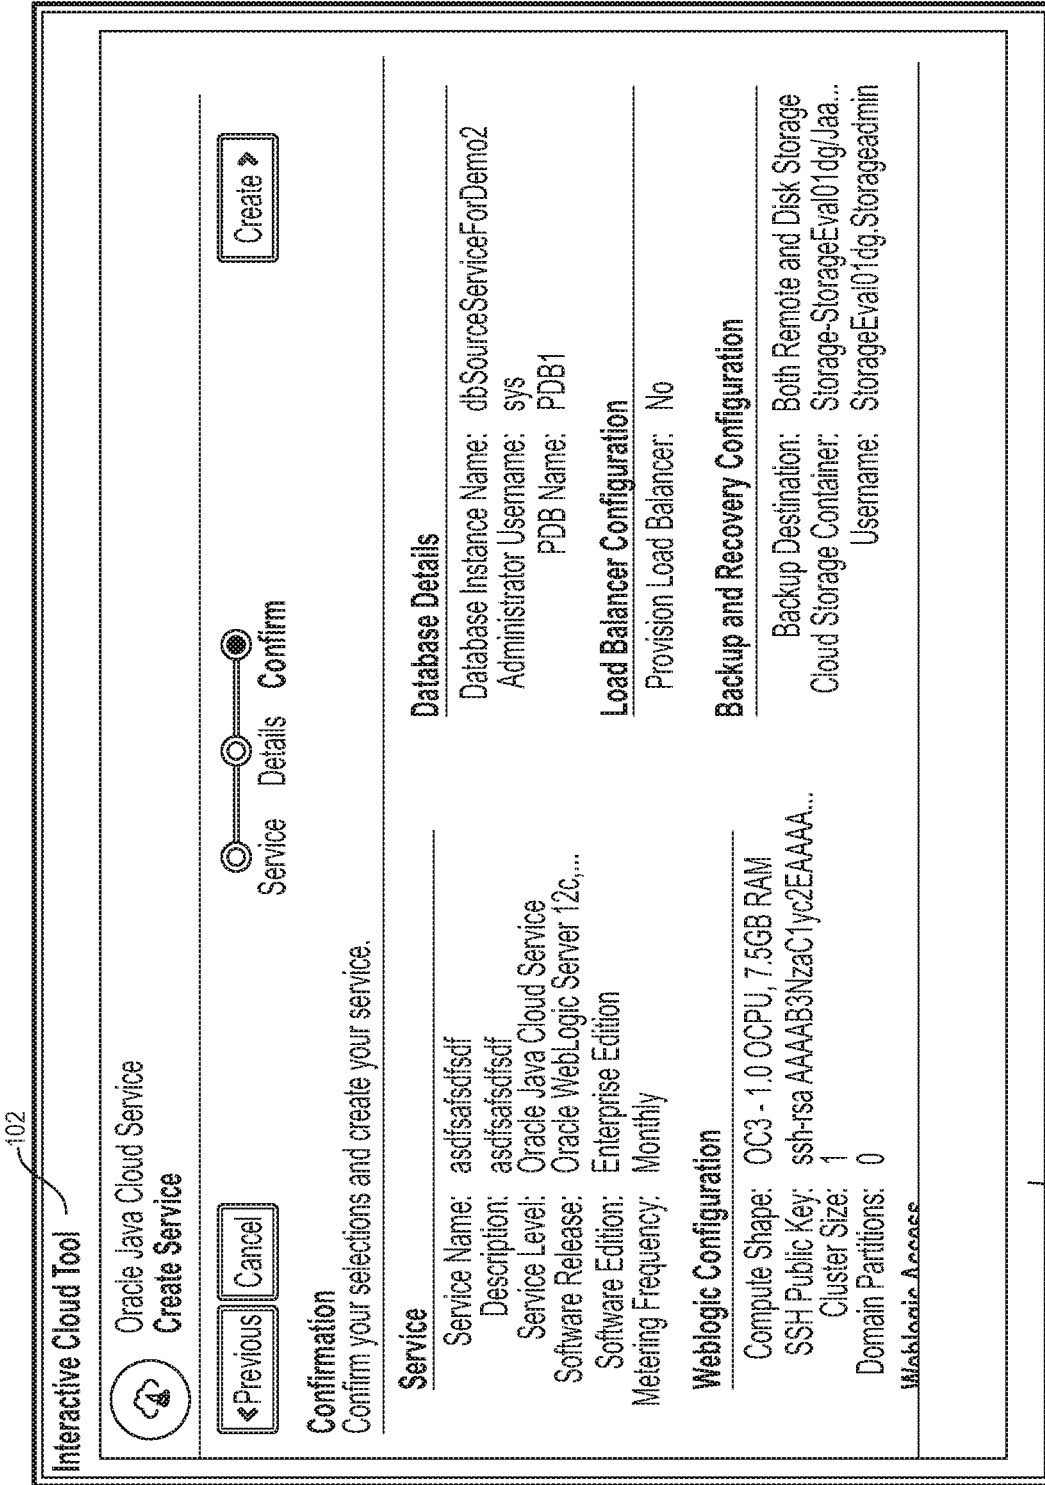 102
Interactive Cloud Tool
Oracle Java Cloud Service
Create Service
Previous
Cancel
Service
Details
Confirm
Create
Confirmation
Confirm your selections and create your service.
Service
Service Name: asdfsafsdfsdf
Description: asdfsafsdfsdf
Service Level: Oracle Java Cloud Service
Software Release: Oracle WebLogic Server 12c,...
Software Edition: Enterprise Edition
Metering Frequency: Monthly
Weblogic Configuration
Compute Shape: OC3 - 1.0 OCPU, 7.5GB RAM
SSH Public Key: ssh-rsa AAAAB3NzaC1yc2EAAAA...
Cluster Size: 1
Domain Partitions: 0
Weblogic Access
Database Details
Database Instance Name: dbSourceServiceForDemo2
Administrator Username: sys
PDB Name: PDB1
Load Balancer Configuration
Provision Load Balancer: No
Backup and Recovery Configuration
Backup Destination: Both Remote and Disk Storage
Cloud Storage Container: Storage-StorageEval01dg/Jaa...
Username: StorageEval01dg.Storageadmin